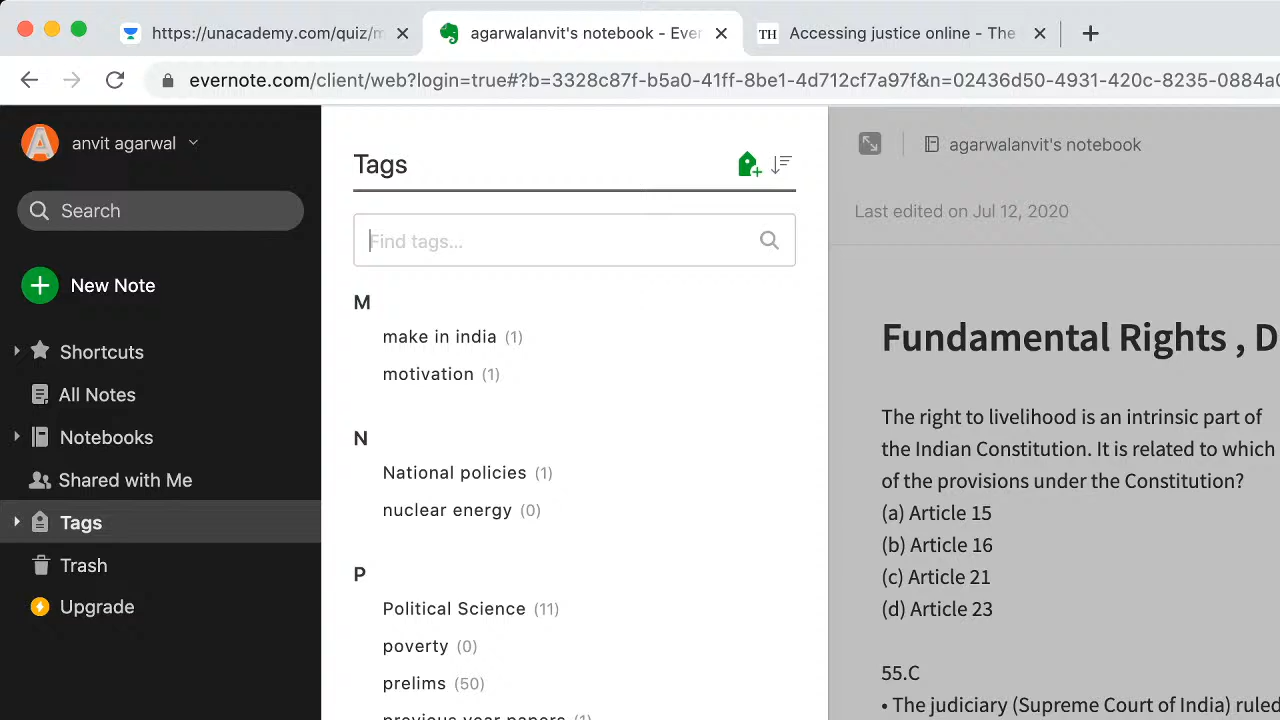 https://unacademy.com/quiz/m
agarwalanvit's notebook - Ever
TH Accessing justice online - The
evernote.com/client/web?login=true#?b=3328c87f-b5a0-41ff-8be1-4d712cf7a97f&n=02436d50-4931-420c-8235-0884a0
A anvit agarwal
Search
New Note
Shortcuts
All Notes
Notebooks
Shared with Me
Tags
Trash
Upgrade
Tags
Find tags...
M
make in india (1)
motivation (1)
N
National policies (1)
nuclear energy (0)
P
Political Science (11)
poverty (0)
prelims (50)
previous year papers (1)
agarwalanvit's notebook
Last edited on Jul 12, 2020
Fundamental Rights , D
The right to livelihood is an intrinsic part of
the Indian Constitution. It is related to which
of the provisions under the Constitution?
(a) Article 15
(b) Article 16
(c) Article 21
(d) Article 23
55.C
• The judiciary (Supreme Court of India) ruled